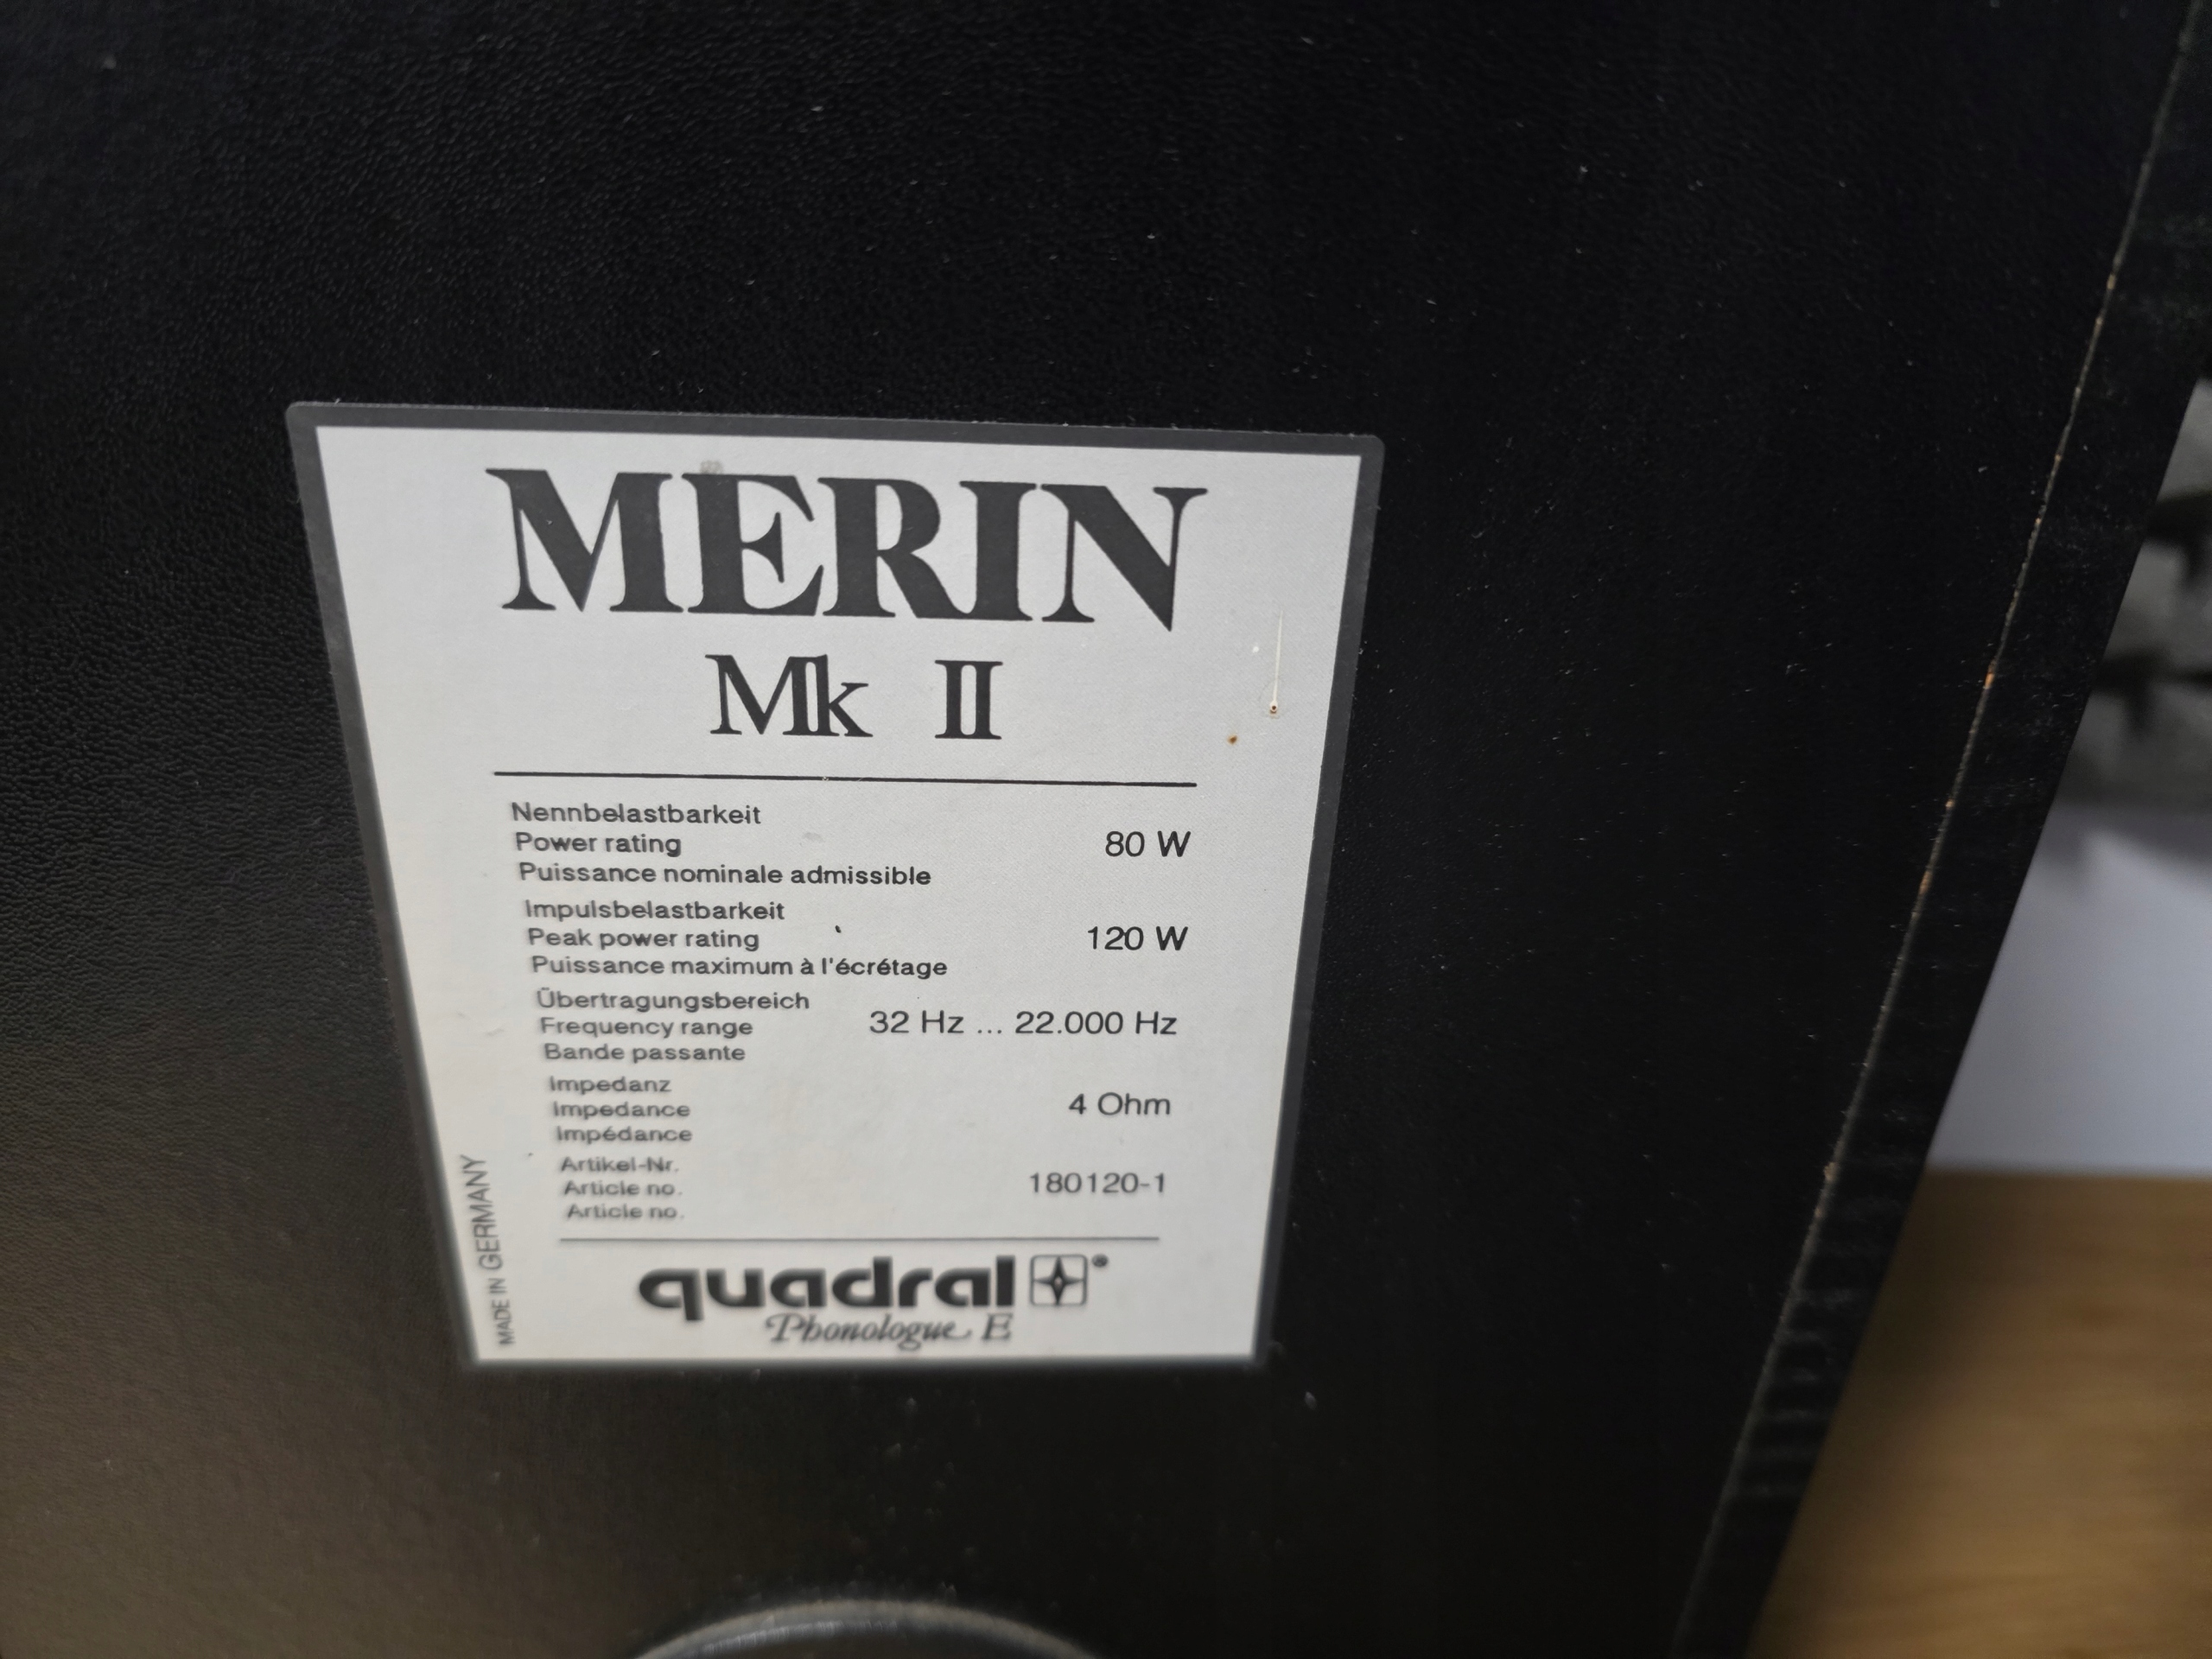 MERIN
Mk II
Nennbelastbarkeit
Power rating 80 W
Puissance nominale admissible
Impulsbelastbarkeit
Peak power rating 120 W
Puissance maximum à l'écrétage
Übertragungsbereich
Frequency range 32 Hz ... 22.000 Hz
Bande passante
Impedanz
Impedance 4 Ohm
Impédance
Artikel-Nr.
Article no. 180120-1
Article no.
MADE IN GERMANY
quadral ®
Phonologue E